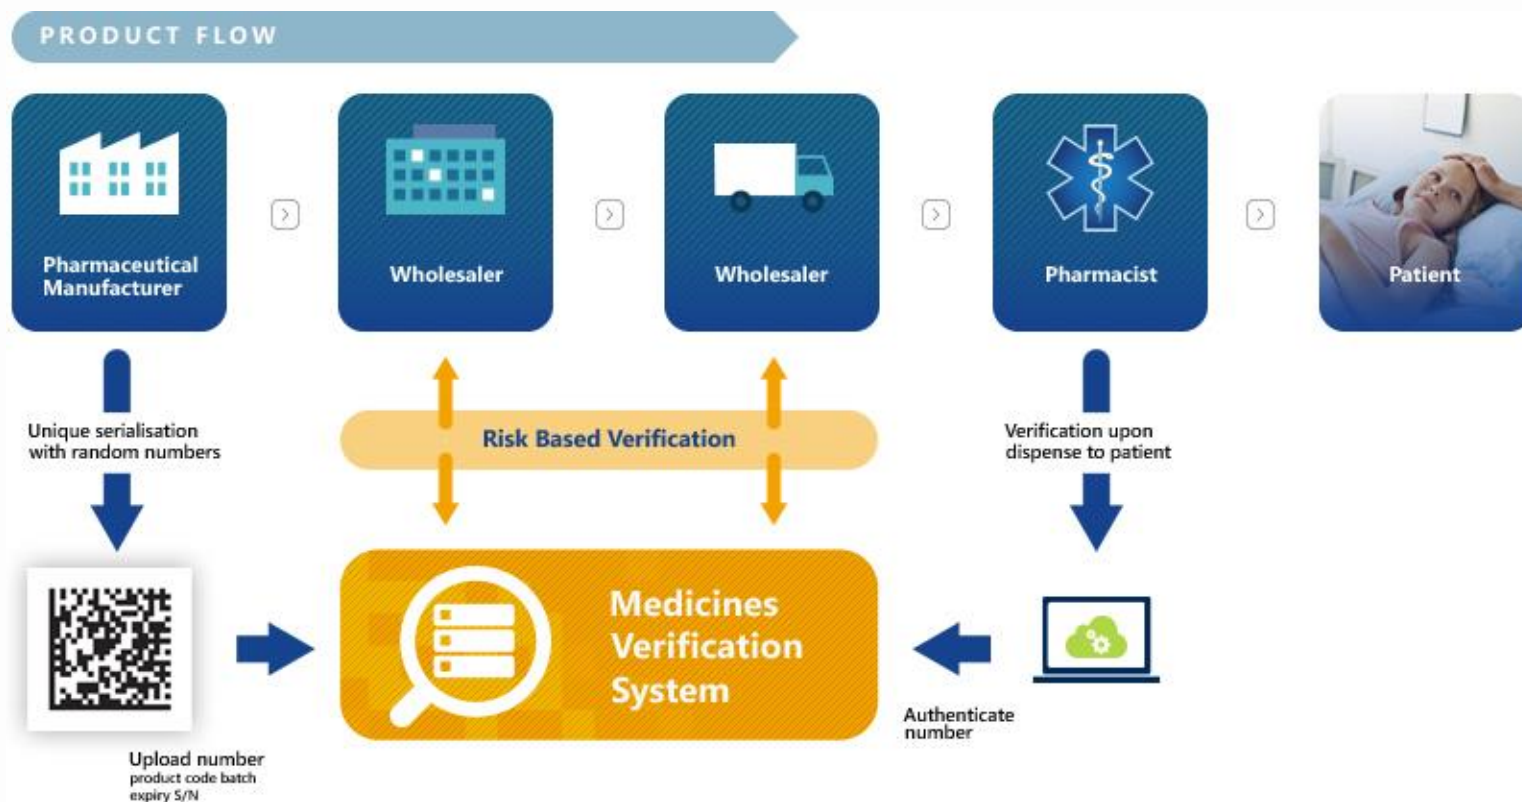 PRODUCT FLOW
Pharmaceutical
Manufacturer
Wholesaler
Wholesaler
Pharmacist
Patient
Unique serialisation
with random numbers
Risk Based Verification
Verification upon
dispense to patient
Medicines
Verification
System
Authenticate
number
Upload number
product code batch
expiry S/N